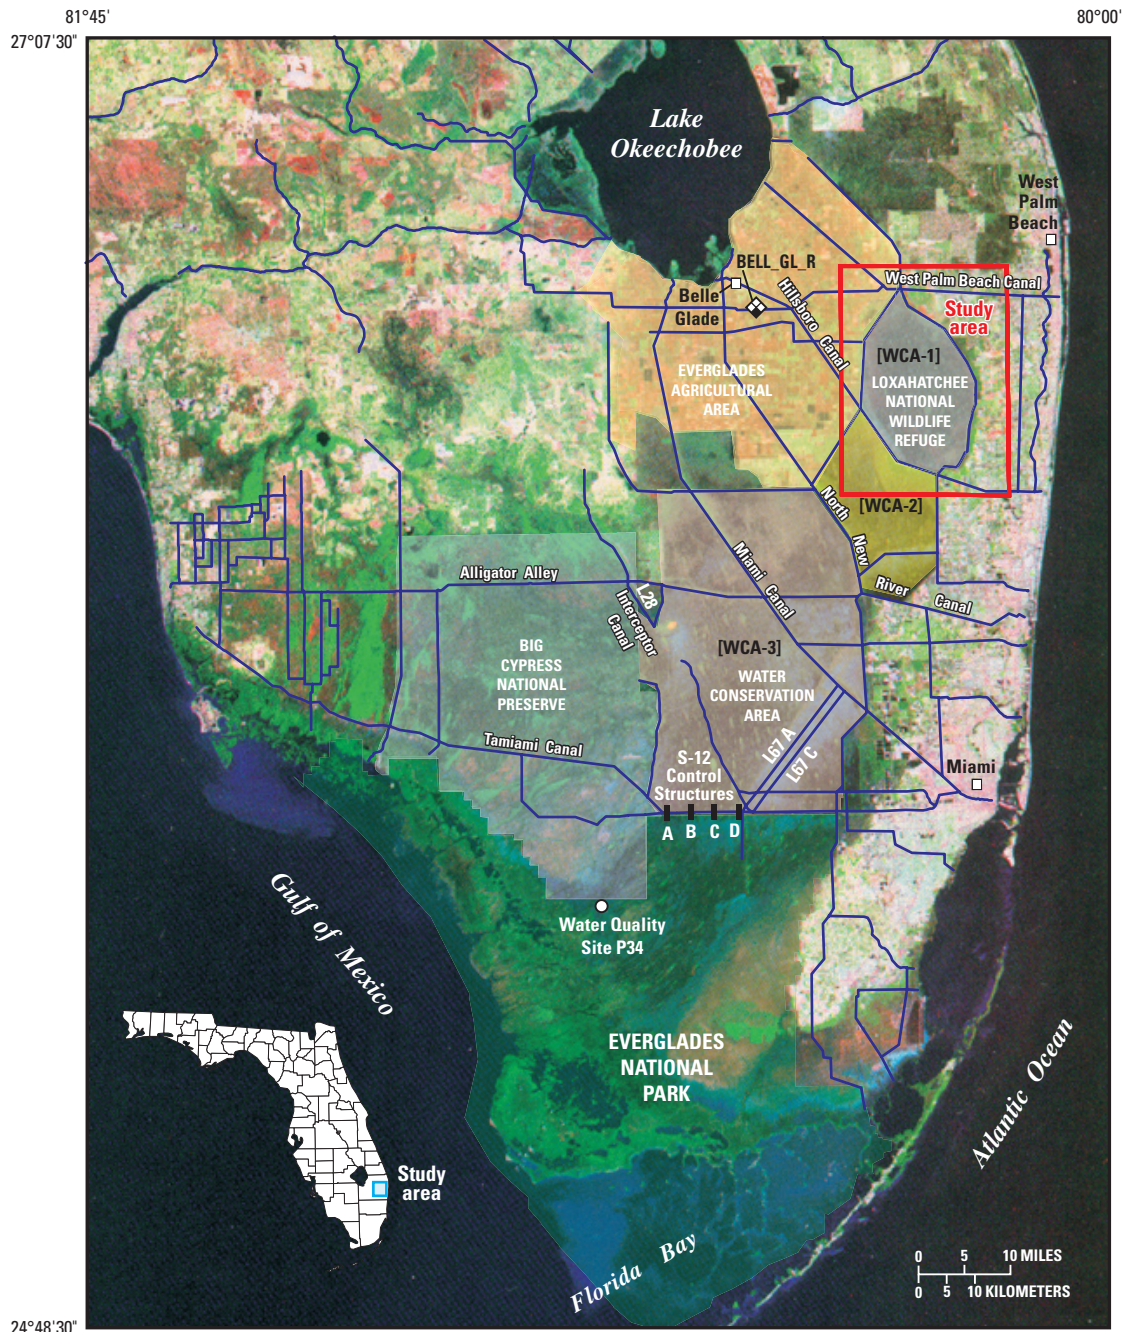 81°45'
80°00'
27°07'30"
Lake
Okeechobee
West
Palm
Beach
BELL_GL_R
West Palm Beach Canal
Belle
Glade
Hillsboro Canal
Study
area
[WCA-1]
LOXAHATCHEE
NATIONAL
WILDLIFE
REFUGE
EVERGLADES
AGRICULTURAL
AREA
[WCA-2]
North New River Canal
Miami Canal
Alligator Alley
L28
Interceptor
Canal
BIG
CYPRESS
NATIONAL
PRESERVE
[WCA-3]
WATER
CONSERVATION
AREA
Tamiami Canal
L67 A
L67 C
S-12
Control
Structures
Miami
A B C D
Gulf of Mexico
Water Quality
Site P34
EVERGLADES
NATIONAL
PARK
Atlantic Ocean
Study
area
Florida Bay
0 5 10 MILES
0 5 10 KILOMETERS
24°48'30"